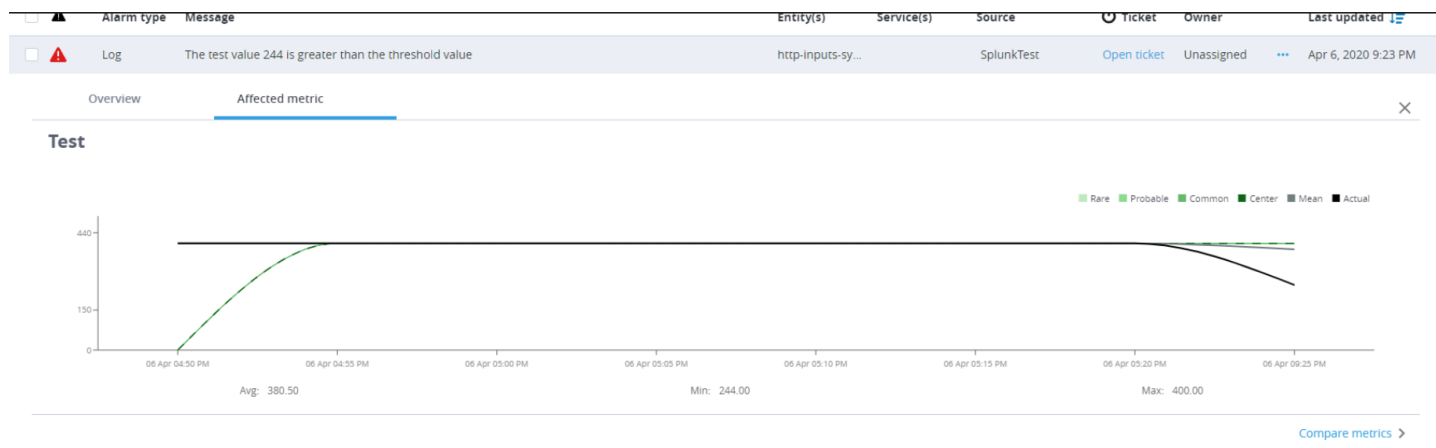 Alarm type Message Entity(s) Service(s) Source Ticket Owner Last updated
Log The test value 244 is greater than the threshold value http-inputs-sy... SplunkTest Open ticket Unassigned ... Apr 6, 2020 9:23 PM
Overview Affected metric
Test
Rare Probable Common Center Mean Actual
440
150
0
06 Apr 04:50 PM 06 Apr 04:55 PM 06 Apr 05:00 PM 06 Apr 05:05 PM 06 Apr 05:10 PM 06 Apr 05:15 PM 06 Apr 05:20 PM 06 Apr 09:25 PM
Avg: 380.50 Min: 244.00 Max: 400.00
Compare metrics >